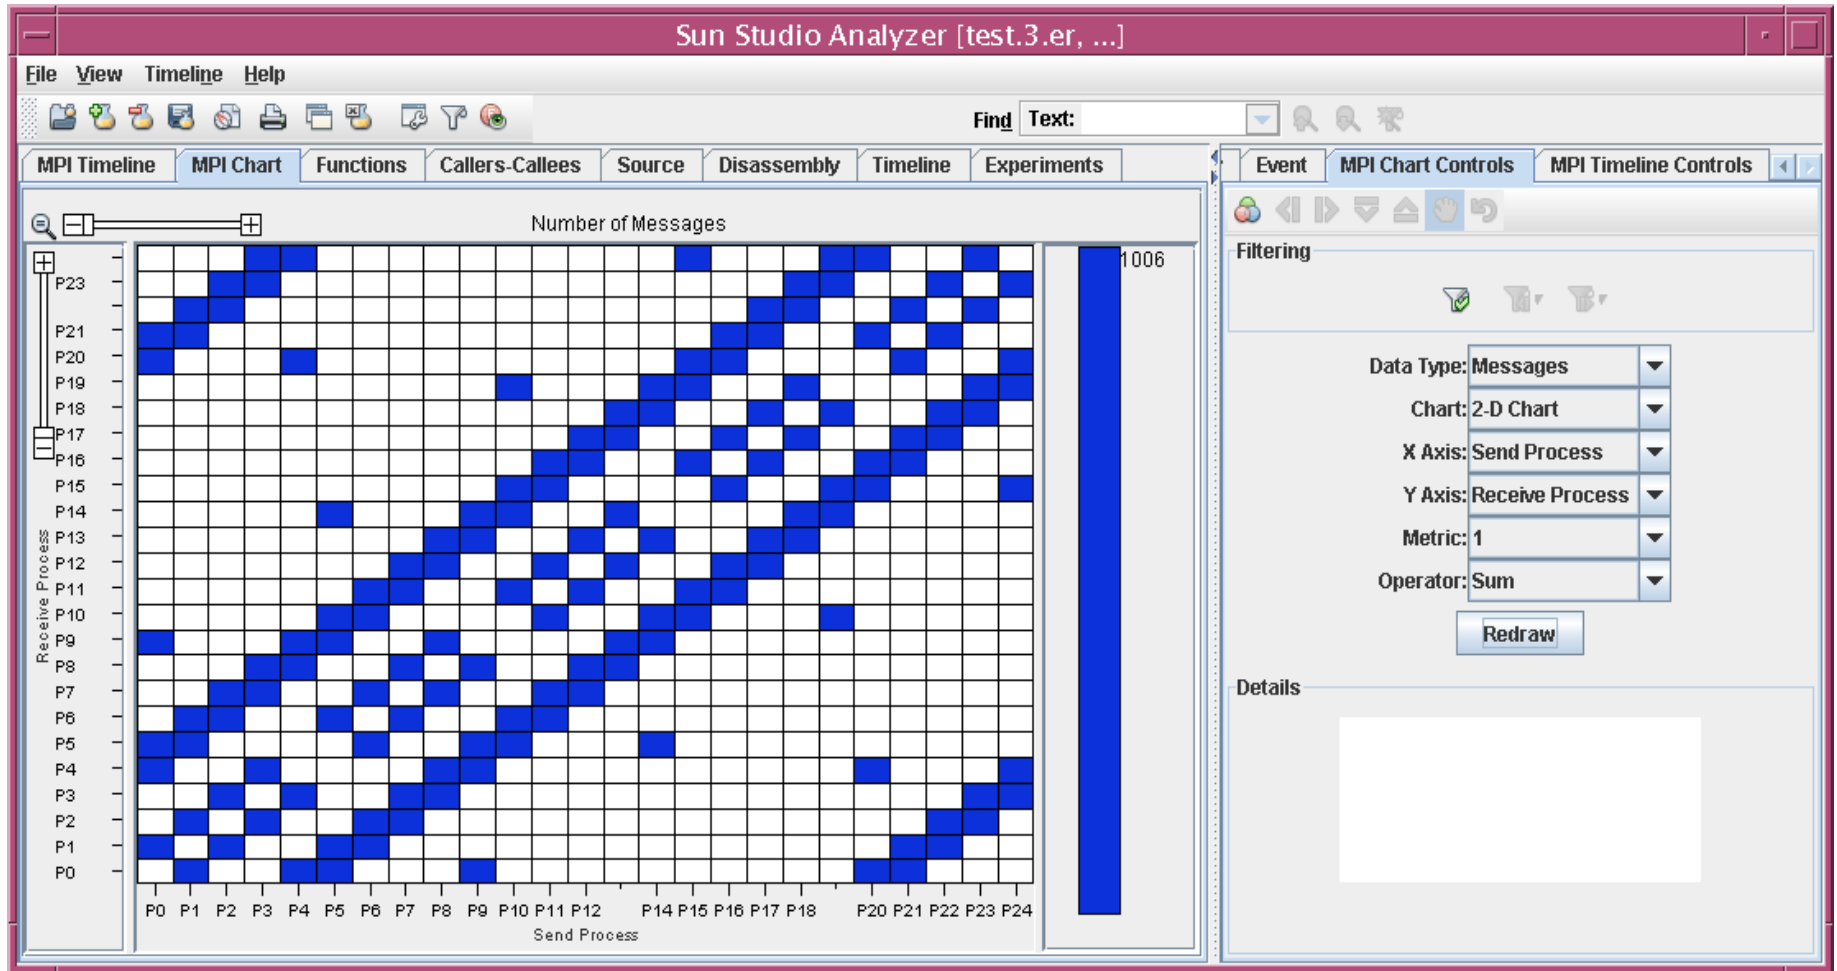 Sun Studio Analyzer [test.3.er, ...]
File View Timeline Help
Find Text:
MPI Timeline MPI Chart Functions Callers-Callees Source Disassembly Timeline Experiments
Event MPI Chart Controls MPI Timeline Controls
Number of Messages
P23
P21
P20
P19
P18
P17
P16
P15
P14
P13
P12
P11
P10
P9
P8
P7
P6
P5
P4
P3
P2
P1
P0
Receive Process
P0 P1 P2 P3 P4 P5 P6 P7 P8 P9 P10 P11 P12 P14 P15 P16 P17 P18 P20 P21 P22 P23 P24
Send Process
1006
Filtering
Data Type: Messages
Chart: 2-D Chart
X Axis: Send Process
Y Axis: Receive Process
Metric: 1
Operator: Sum
Redraw
Details